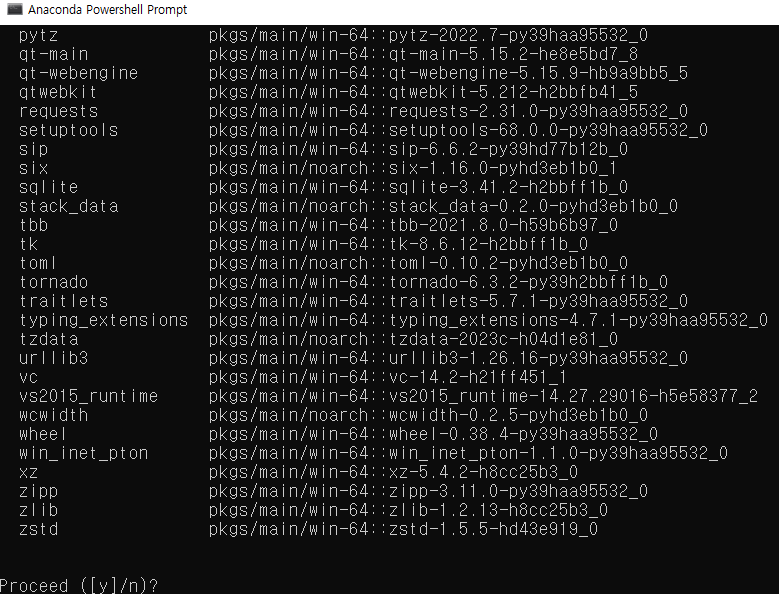 Anaconda Powershell Prompt
pytz pkgs/main/win-64::pytz-2022.7-py39haa95532_0
qt-main pkgs/main/win-64::qt-main-5.15.2-he8e5bd7_8
qt-webengine pkgs/main/win-64::qt-webengine-5.15.9-hb9a9bb5_5
qtwebkit pkgs/main/win-64::qtwebkit-5.212-h2bbfb41_5
requests pkgs/main/win-64::requests-2.31.0-py39haa95532_0
setuptools pkgs/main/win-64::setuptools-68.0.0-py39haa95532_0
sip pkgs/main/win-64::sip-6.6.2-py39hd77b12b_0
six pkgs/main/noarch::six-1.16.0-pyhd3eb1b0_1
sqlite pkgs/main/win-64::sqlite-3.41.2-h2bbff1b_0
stack_data pkgs/main/noarch::stack_data-0.2.0-pyhd3eb1b0_0
tbb pkgs/main/win-64::tbb-2021.8.0-h59b6b97_0
tk pkgs/main/win-64::tk-8.6.12-h2bbff1b_0
toml pkgs/main/noarch::toml-0.10.2-pyhd3eb1b0_0
tornado pkgs/main/win-64::tornado-6.3.2-py39h2bbff1b_0
traitlets pkgs/main/win-64::traitlets-5.7.1-py39haa95532_0
typing_extensions pkgs/main/win-64::typing_extensions-4.7.1-py39haa95532_0
tzdata pkgs/main/noarch::tzdata-2023c-h04d1e81_0
urllib3 pkgs/main/win-64::urllib3-1.26.16-py39haa95532_0
vc pkgs/main/win-64::vc-14.2-h21ff451_1
vs2015_runtime pkgs/main/win-64::vs2015_runtime-14.27.29016-h5e58377_2
wcwidth pkgs/main/noarch::wcwidth-0.2.5-pyhd3eb1b0_0
wheel pkgs/main/win-64::wheel-0.38.4-py39haa95532_0
win_inet_pton pkgs/main/win-64::win_inet_pton-1.1.0-py39haa95532_0
xz pkgs/main/win-64::xz-5.4.2-h8cc25b3_0
zipp pkgs/main/win-64::zipp-3.11.0-py39haa95532_0
zlib pkgs/main/win-64::zlib-1.2.13-h8cc25b3_0
zstd pkgs/main/win-64::zstd-1.5.5-hd43e919_0
Proceed ([y]/n)?